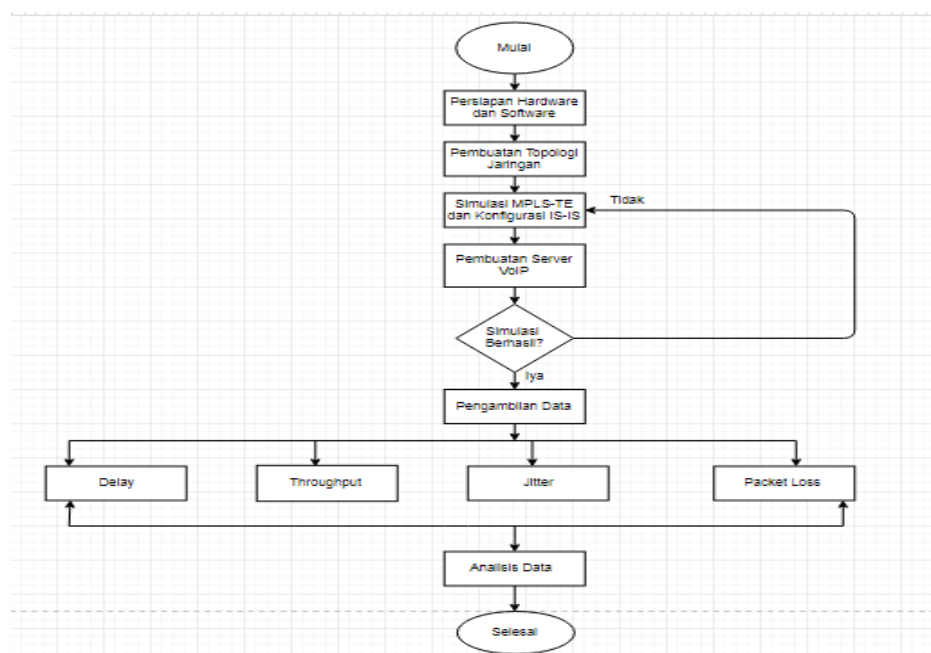 Mulai
Persiapan Hardware
dan Software
Pembuatan Topologi
Jaringan
Simulasi MPLS-TE
dan Konfigurasi IS-IS
Tidak
Pembuatan Server
VoIP
Simulasi
Berhasil?
Iya
Pengambilan Data
Delay
Throughput
Jitter
Packet Loss
Analisis Data
Selesai